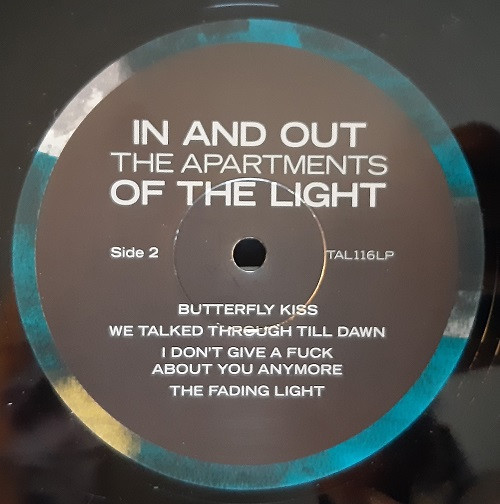 IN AND OUT
THE APARTMENTS
OF THE LIGHT
Side 2
TAL116LP
BUTTERFLY KISS
WE TALKED THROUGH TILL DAWN
I DON'T GIVE A FUCK
ABOUT YOU ANYMORE
THE FADING LIGHT